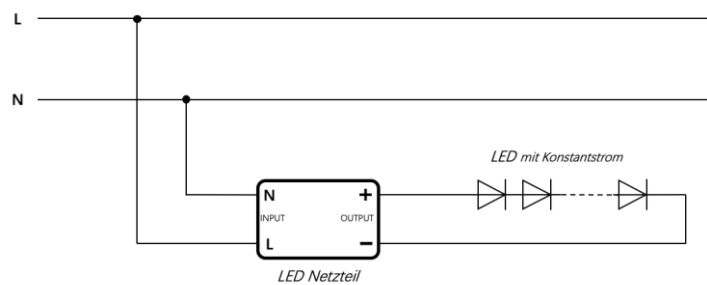 L
N
LED mit Konstantstrom
N +
INPUT OUTPUT
L −
LED Netzteil